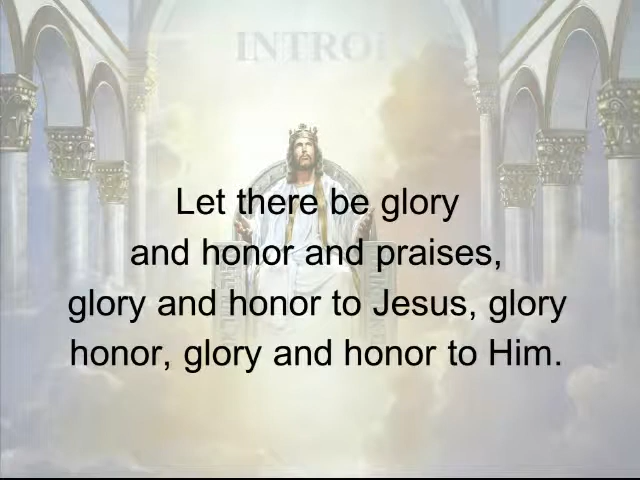 INTRO
Let there be glory
and honor and praises,
glory and honor to Jesus, glory
honor, glory and honor to Him.